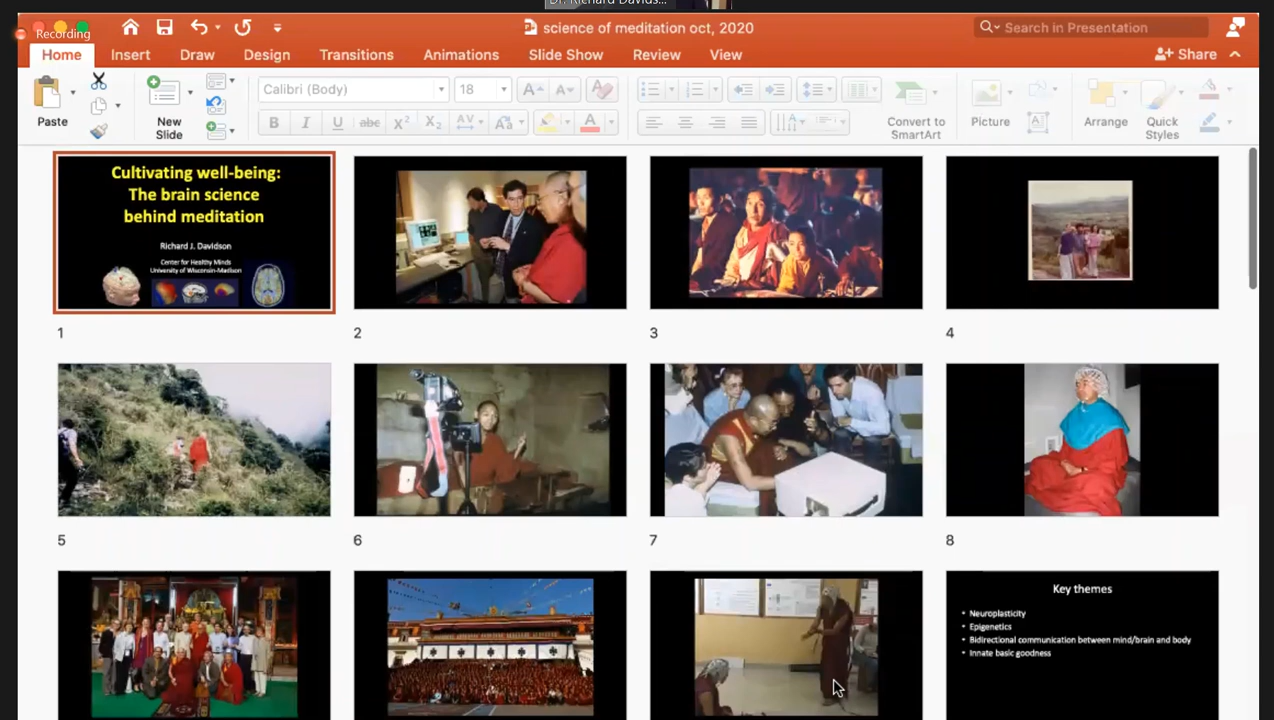 Dr. Richard Davids...
Recording
science of meditation oct, 2020
Search in Presentation
Home Insert Draw Design Transitions Animations Slide Show Review View Share
Paste
New
Slide
Calibri (Body) 18
Convert to
SmartArt
Picture
Arrange
Quick
Styles
Cultivating well-being:
The brain science
behind meditation
Richard J. Davidson
Center for Healthy Minds
University of Wisconsin-Madison
1
2
3
4
5
6
7
8
Key themes
• Neuroplasticity
• Epigenetics
• Bidirectional communication between mind/brain and body
• Innate basic goodness